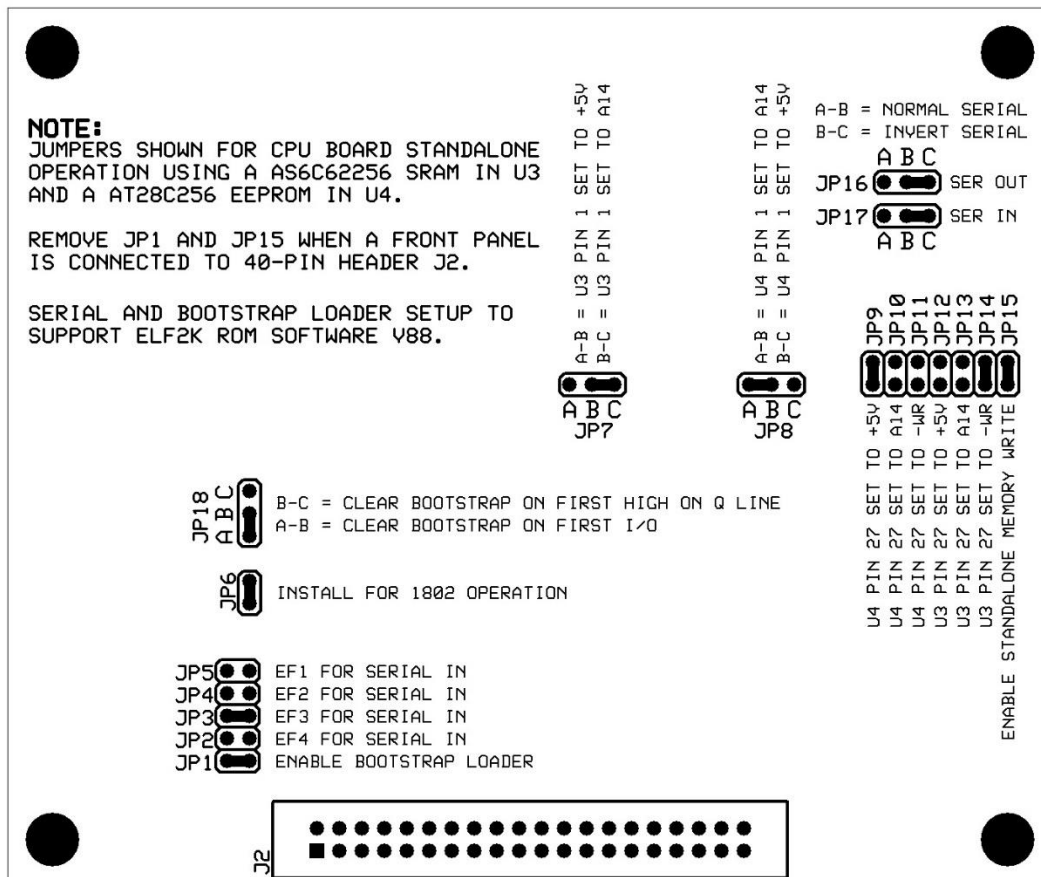 NOTE:
JUMPERS SHOWN FOR CPU BOARD STANDALONE
OPERATION USING A AS6C62256 SRAM IN U3
AND A AT28C256 EEPROM IN U4.
REMOVE JP1 AND JP15 WHEN A FRONT PANEL
IS CONNECTED TO 40-PIN HEADER J2.
SERIAL AND BOOTSTRAP LOADER SETUP TO
SUPPORT ELF2K ROM SOFTWARE V88.
A-B = U3 PIN 1 SET TO +5V
B-C = U3 PIN 1 SET TO A14
A B C
JP7
A-B = U4 PIN 1 SET TO A14
B-C = U4 PIN 1 SET TO +5V
A B C
JP8
A-B = NORMAL SERIAL
B-C = INVERT SERIAL
A B C
JP16 SER OUT
JP17 SER IN
A B C
JP9
JP10
JP11
JP12
JP13
JP14
JP15
U4 PIN 27 SET TO +5V
U4 PIN 27 SET TO A14
U4 PIN 27 SET TO -WR
U3 PIN 27 SET TO +5V
U3 PIN 27 SET TO A14
U3 PIN 27 SET TO -WR
ENABLE STANDALONE MEMORY WRITE
JP18
A B C
B-C = CLEAR BOOTSTRAP ON FIRST HIGH ON Q LINE
A-B = CLEAR BOOTSTRAP ON FIRST I/O
JP6 INSTALL FOR 1802 OPERATION
JP5 EF1 FOR SERIAL IN
JP4 EF2 FOR SERIAL IN
JP3 EF3 FOR SERIAL IN
JP2 EF4 FOR SERIAL IN
JP1 ENABLE BOOTSTRAP LOADER
J2